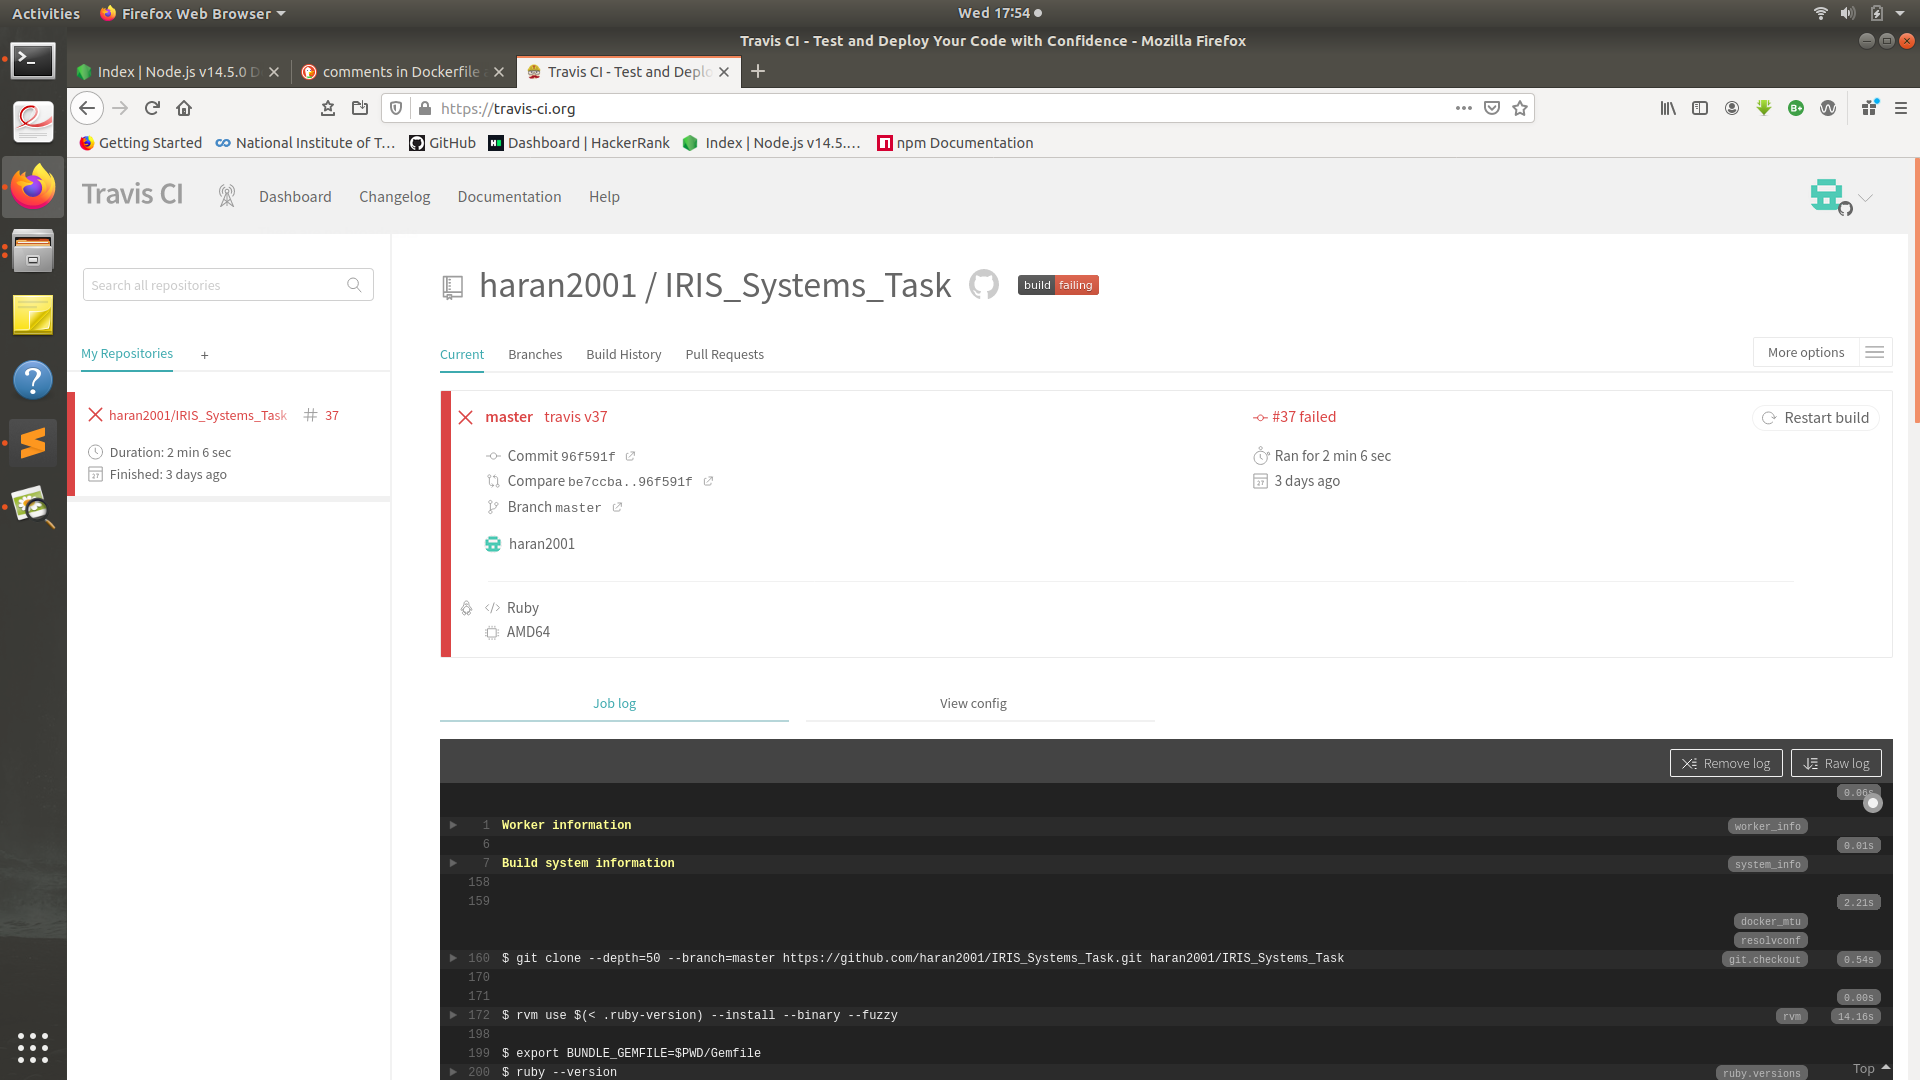 Activities
Firefox Web Browser
Wed 17:54
Travis CI - Test and Deploy Your Code with Confidence - Mozilla Firefox
Index | Node.js v14.5.0 D
comments in Dockerfile
Travis CI - Test and Deplo
https://travis-ci.org
Getting Started
National Institute of T…
GitHub
Dashboard | HackerRank
Index | Node.js v14.5.…
npm Documentation
Travis CI
Dashboard
Changelog
Documentation
Help
Search all repositories
haran2001 / IRIS_Systems_Task
build failing
My Repositories
+
Current
Branches
Build History
Pull Requests
More options
haran2001/IRIS_Systems_Task
# 37
Duration: 2 min 6 sec
Finished: 3 days ago
master travis v37
#37 failed
Restart build
Commit 96f591f
Ran for 2 min 6 sec
Compare be7ccba..96f591f
3 days ago
Branch master
haran2001
</> Ruby
AMD64
Job log
View config
Remove log
Raw log
0.06s
1 Worker information worker_info
6 0.01s
7 Build system information system_info
158
159 2.21s
docker_mtu
resolvconf
160 $ git clone --depth=50 --branch=master https://github.com/haran2001/IRIS_Systems_Task.git haran2001/IRIS_Systems_Task git.checkout 0.54s
170
171 0.00s
172 $ rvm use $(< .ruby-version) --install --binary --fuzzy rvm 14.16s
198
199 $ export BUNDLE_GEMFILE=$PWD/Gemfile
200 $ ruby --version ruby.versions
Top